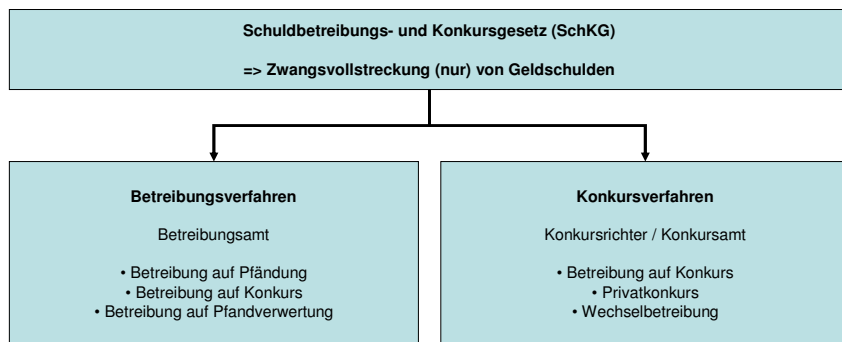 Schuldbetreibungs- und Konkursgesetz (SchKG)
=> Zwangsvollstreckung (nur) von Geldschulden
Betreibungsverfahren
Betreibungsamt
• Betreibung auf Pfändung
• Betreibung auf Konkurs
• Betreibung auf Pfandverwertung
Konkursverfahren
Konkursrichter / Konkursamt
• Betreibung auf Konkurs
• Privatkonkurs
• Wechselbetreibung